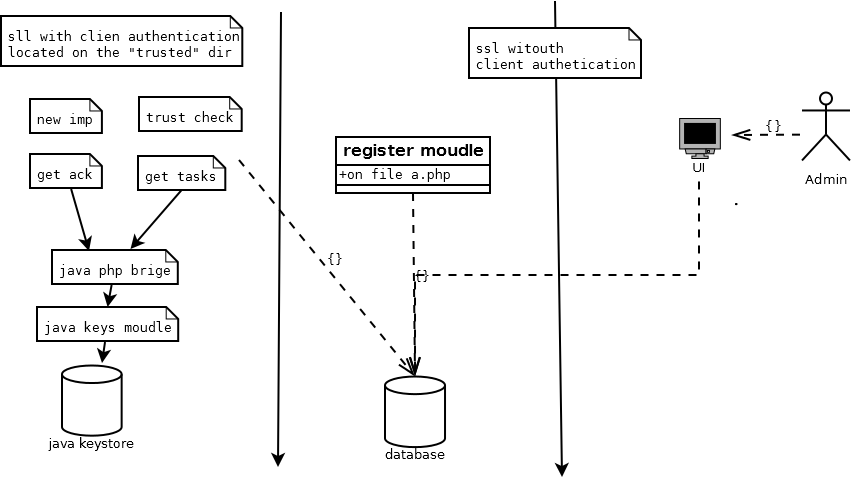 sll with clien authentication
located on the "trusted" dir
ssl witouth
client authetication
new imp
trust check
register moudle
+on file a.php
get ack
get tasks
{}
UI
Admin
{}
{}
java php brige
java keys moudle
java keystore
database